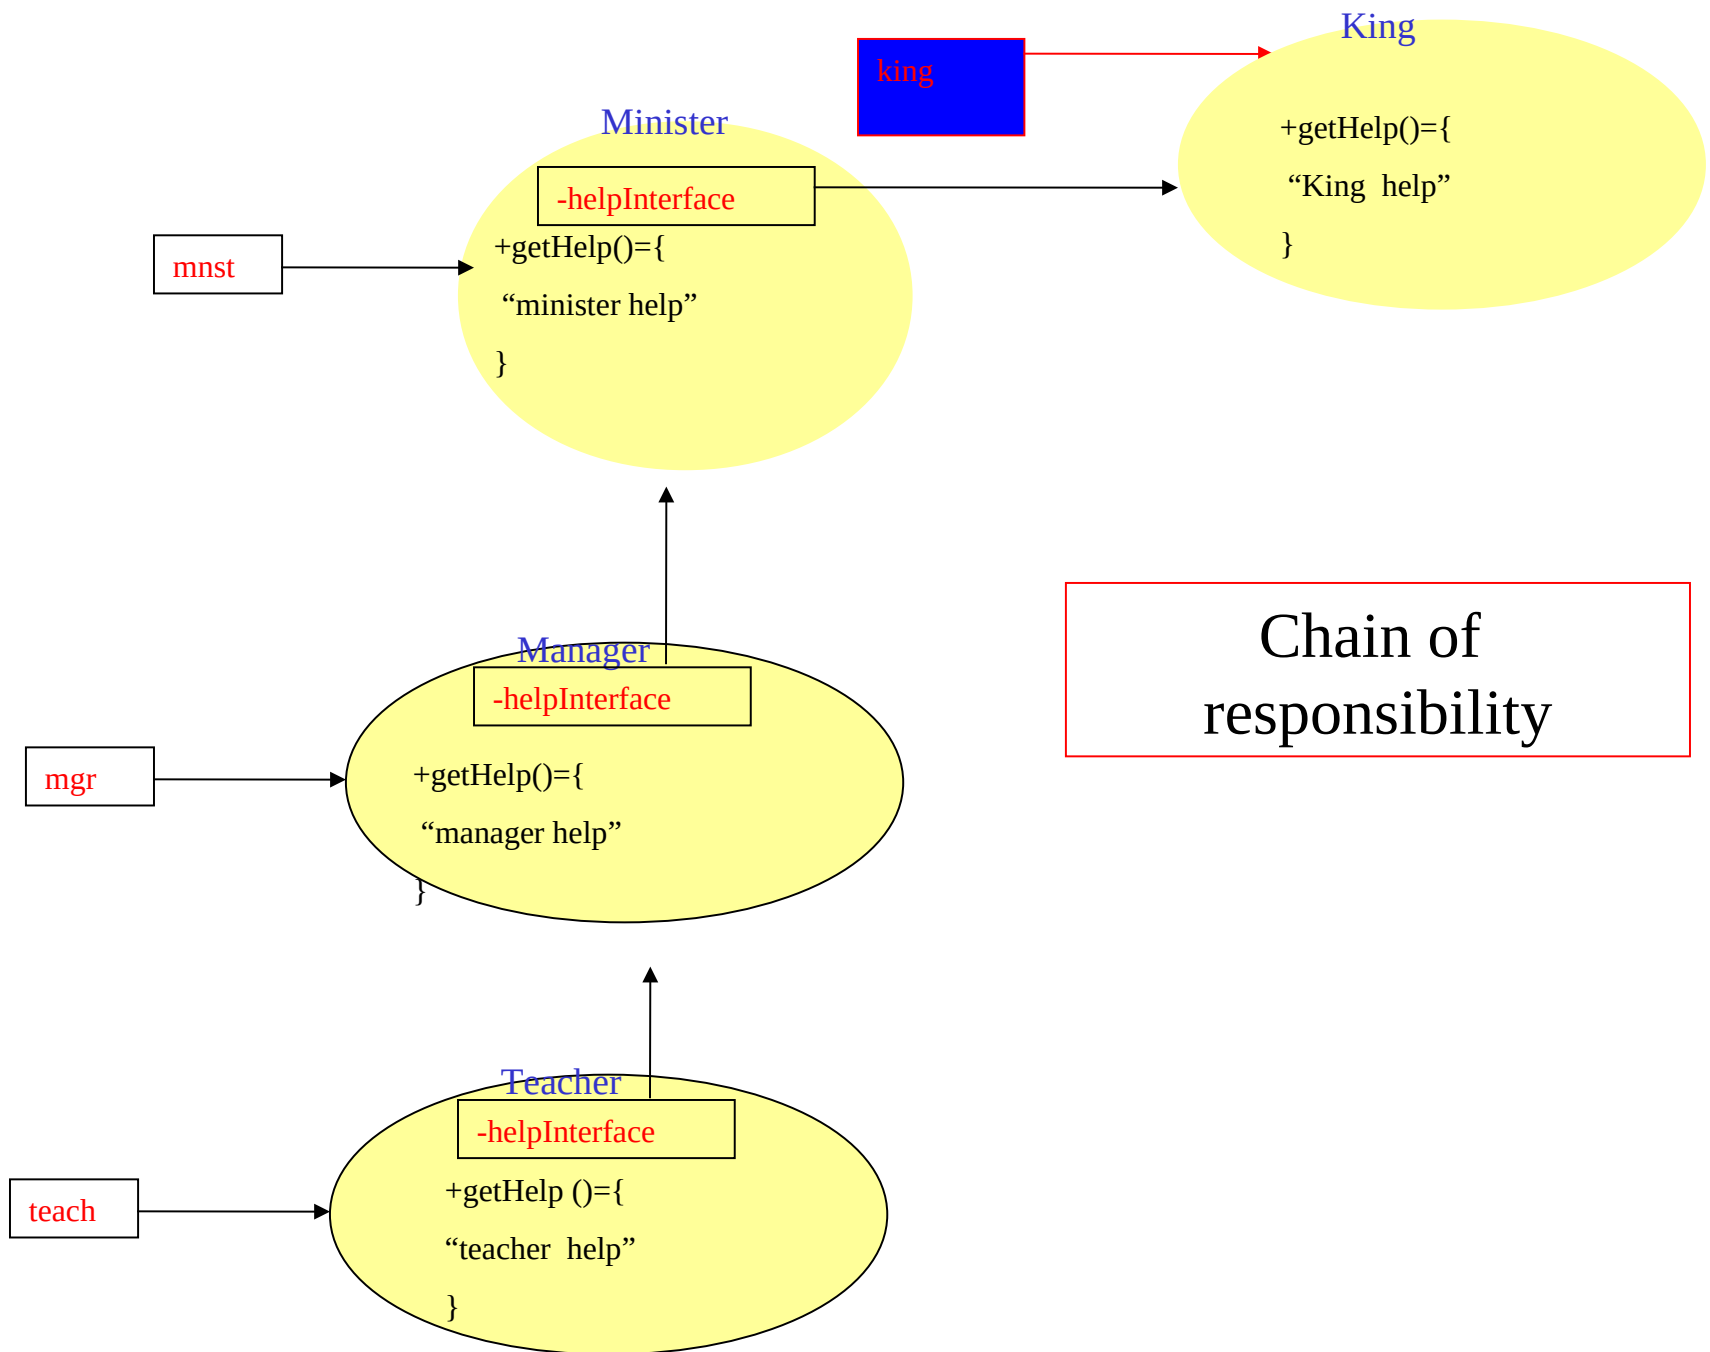 King
king
+getHelp()={
“King  help”
}
Minister
-helpInterface
+getHelp()={
“minister help”
}
mnst
Manager
-helpInterface
+getHelp()={
“manager help”
}
mgr
Chain of
responsibility
Teacher
-helpInterface
+getHelp ()={
“teacher  help”
}
teach